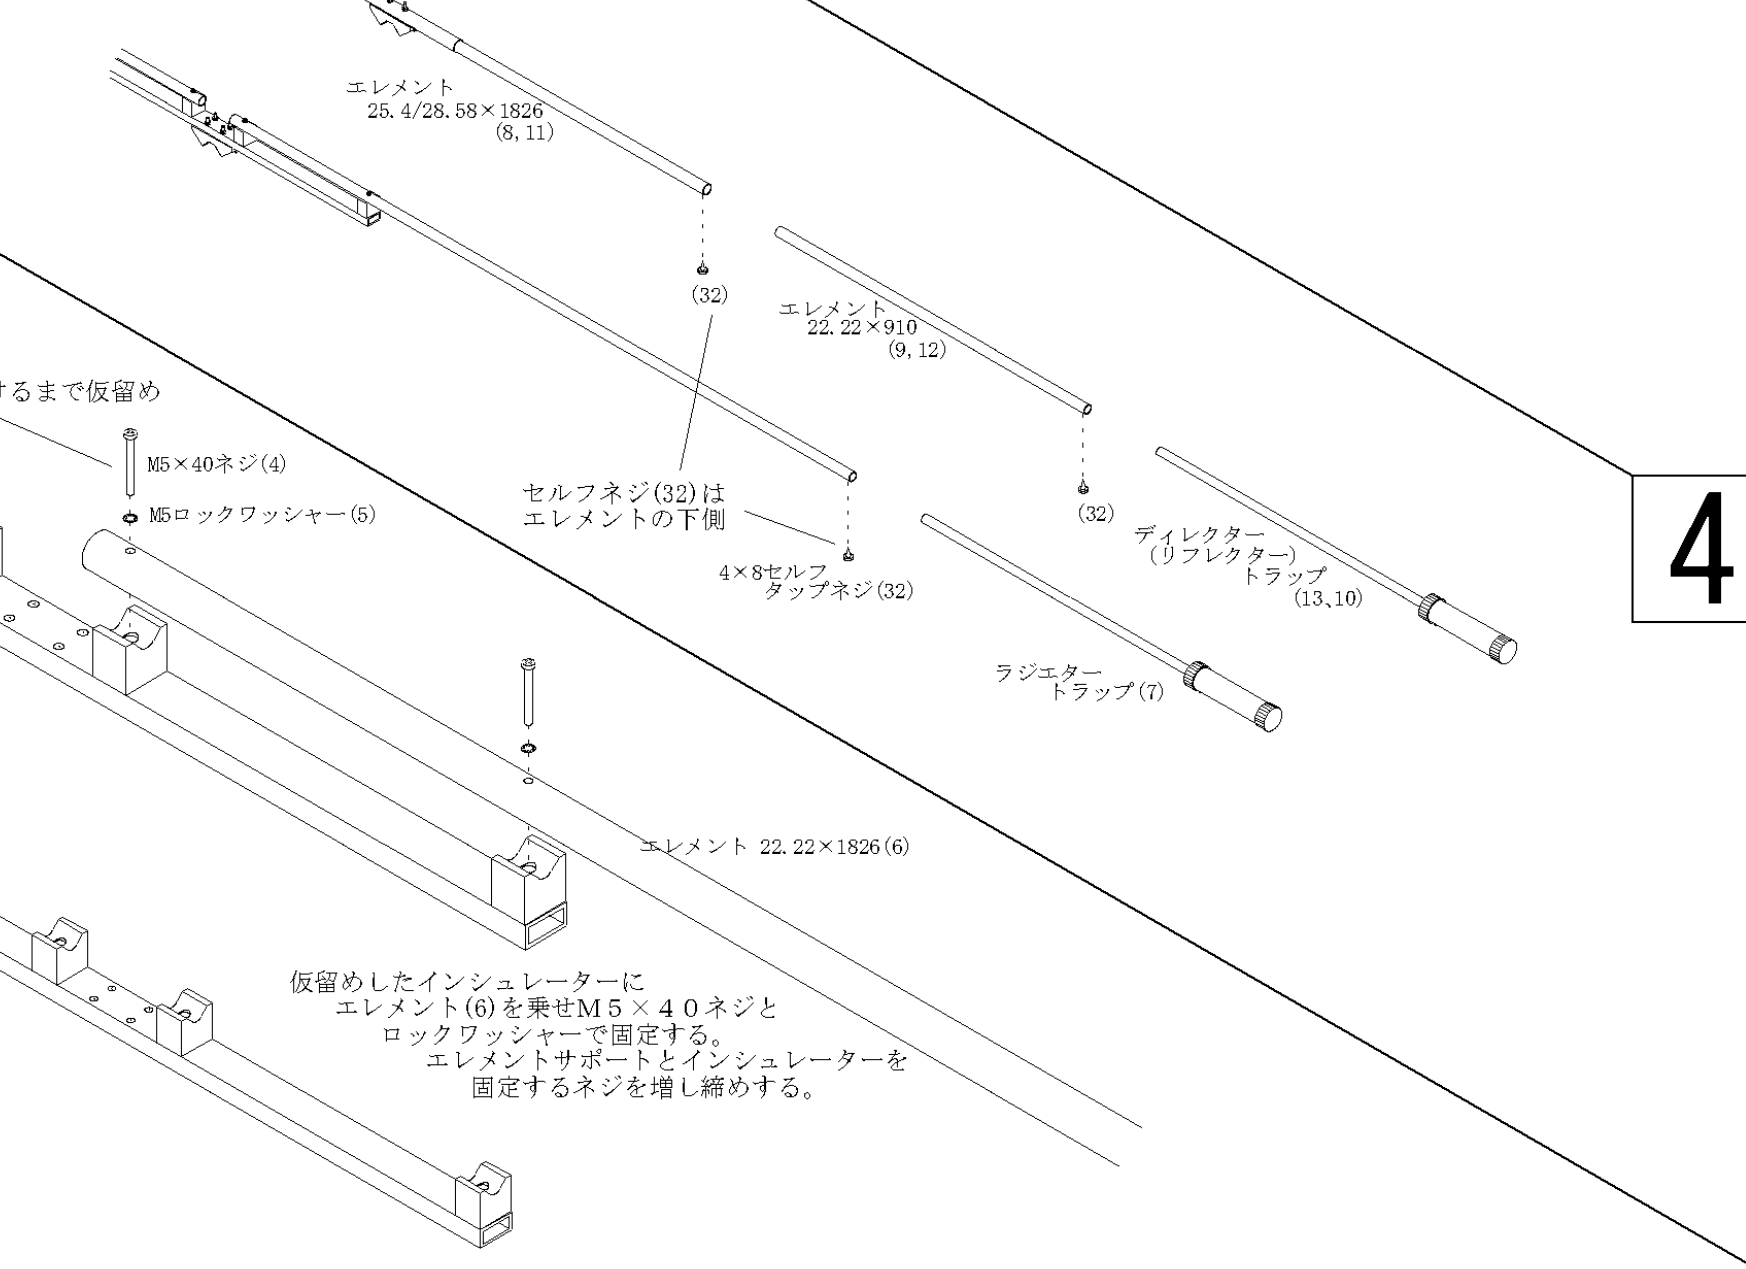 エレメント
25.4/28.58×1826
(8,11)
(32)
エレメント
22.22×910
(9,12)
けるまで仮留め
M5×40ネジ(4)
M5ロックワッシャー(5)
セルフネジ(32)は
エレメントの下側
4×8セルフ
タップネジ(32)
(32)
ディレクター
(リフレクター)
トラップ
(13、10)
4
ラジエター
トラップ(7)
エレメント 22.22×1826(6)
仮留めしたインシュレーターに
エレメント(6)を乗せM5×40ネジと
ロックワッシャーで固定する。
エレメントサポートとインシュレーターを
固定するネジを増し締めする。